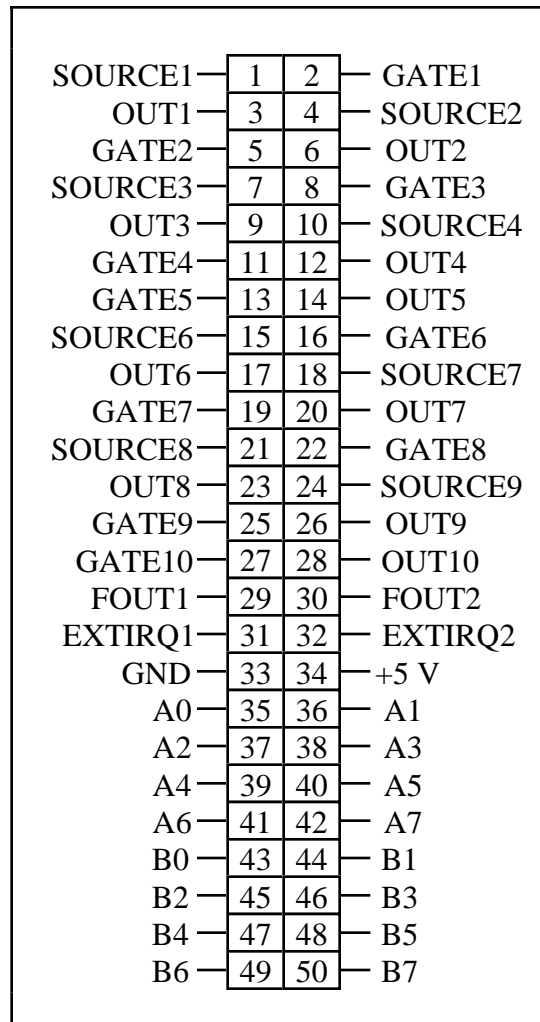 SOURCE1 1 2 GATE1
OUT1 3 4 SOURCE2
GATE2 5 6 OUT2
SOURCE3 7 8 GATE3
OUT3 9 10 SOURCE4
GATE4 11 12 OUT4
GATE5 13 14 OUT5
SOURCE6 15 16 GATE6
OUT6 17 18 SOURCE7
GATE7 19 20 OUT7
SOURCE8 21 22 GATE8
OUT8 23 24 SOURCE9
GATE9 25 26 OUT9
GATE10 27 28 OUT10
FOUT1 29 30 FOUT2
EXTIRQ1 31 32 EXTIRQ2
GND 33 34 +5 V
A0 35 36 A1
A2 37 38 A3
A4 39 40 A5
A6 41 42 A7
B0 43 44 B1
B2 45 46 B3
B4 47 48 B5
B6 49 50 B7